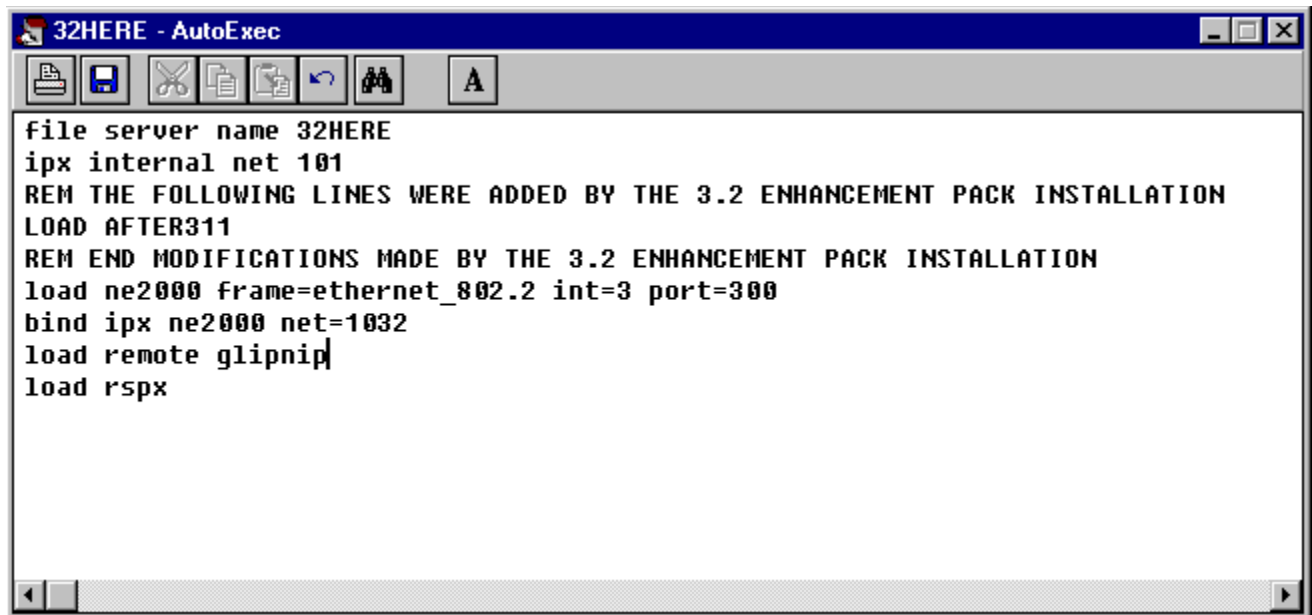 32HERE - AutoExec
A
file server name 32HERE
ipx internal net 101
REM THE FOLLOWING LINES WERE ADDED BY THE 3.2 ENHANCEMENT PACK INSTALLATION
LOAD AFTER311
REM END MODIFICATIONS MADE BY THE 3.2 ENHANCEMENT PACK INSTALLATION
load ne2000 frame=ethernet_802.2 int=3 port=300
bind ipx ne2000 net=1032
load remote glipnip
load rspx